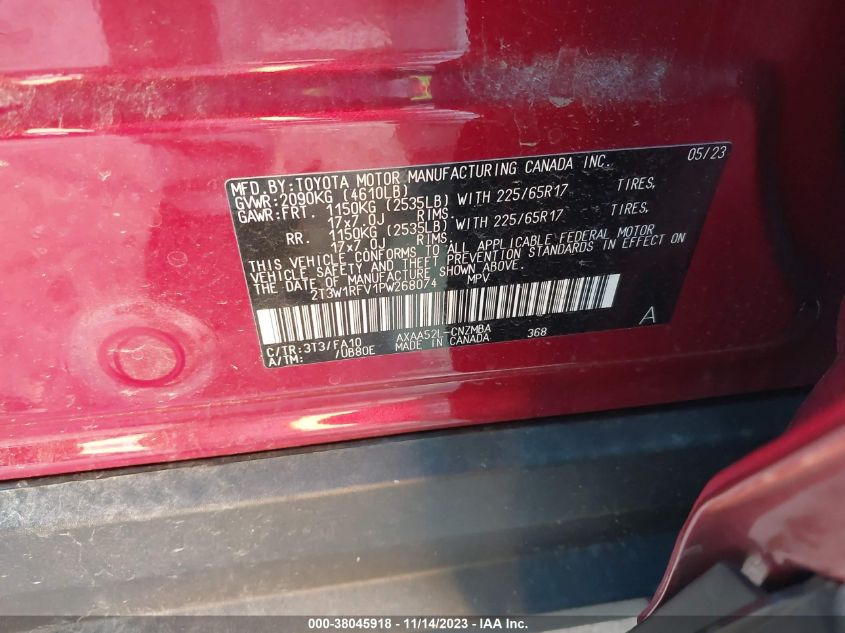 MFD.BY:TOYOTA MOTOR MANUFACTURING CANADA INC. 05/23
GVWR:2090KG (4610LB)
GAWR:FRT. 1150KG (2535LB) WITH 225/65R17 TIRES,
17x7.0J RIMS.
RR. 1150KG (2535LB) WITH 225/65R17 TIRES,
17x7.0J RIMS.
THIS VEHICLE CONFORMS TO ALL APPLICABLE FEDERAL MOTOR
VEHICLE SAFETY AND THEFT PREVENTION STANDARDS IN EFFECT ON
THE DATE OF MANUFACTURE SHOWN ABOVE.
2T3W1RFV1PW268074 MPV
A
C/TR:3T3/FA10 AXAA52L-CNZMBA 368
A/TM: /UB80E MADE IN CANADA
000-38045918 - 11/14/2023 - IAA Inc.